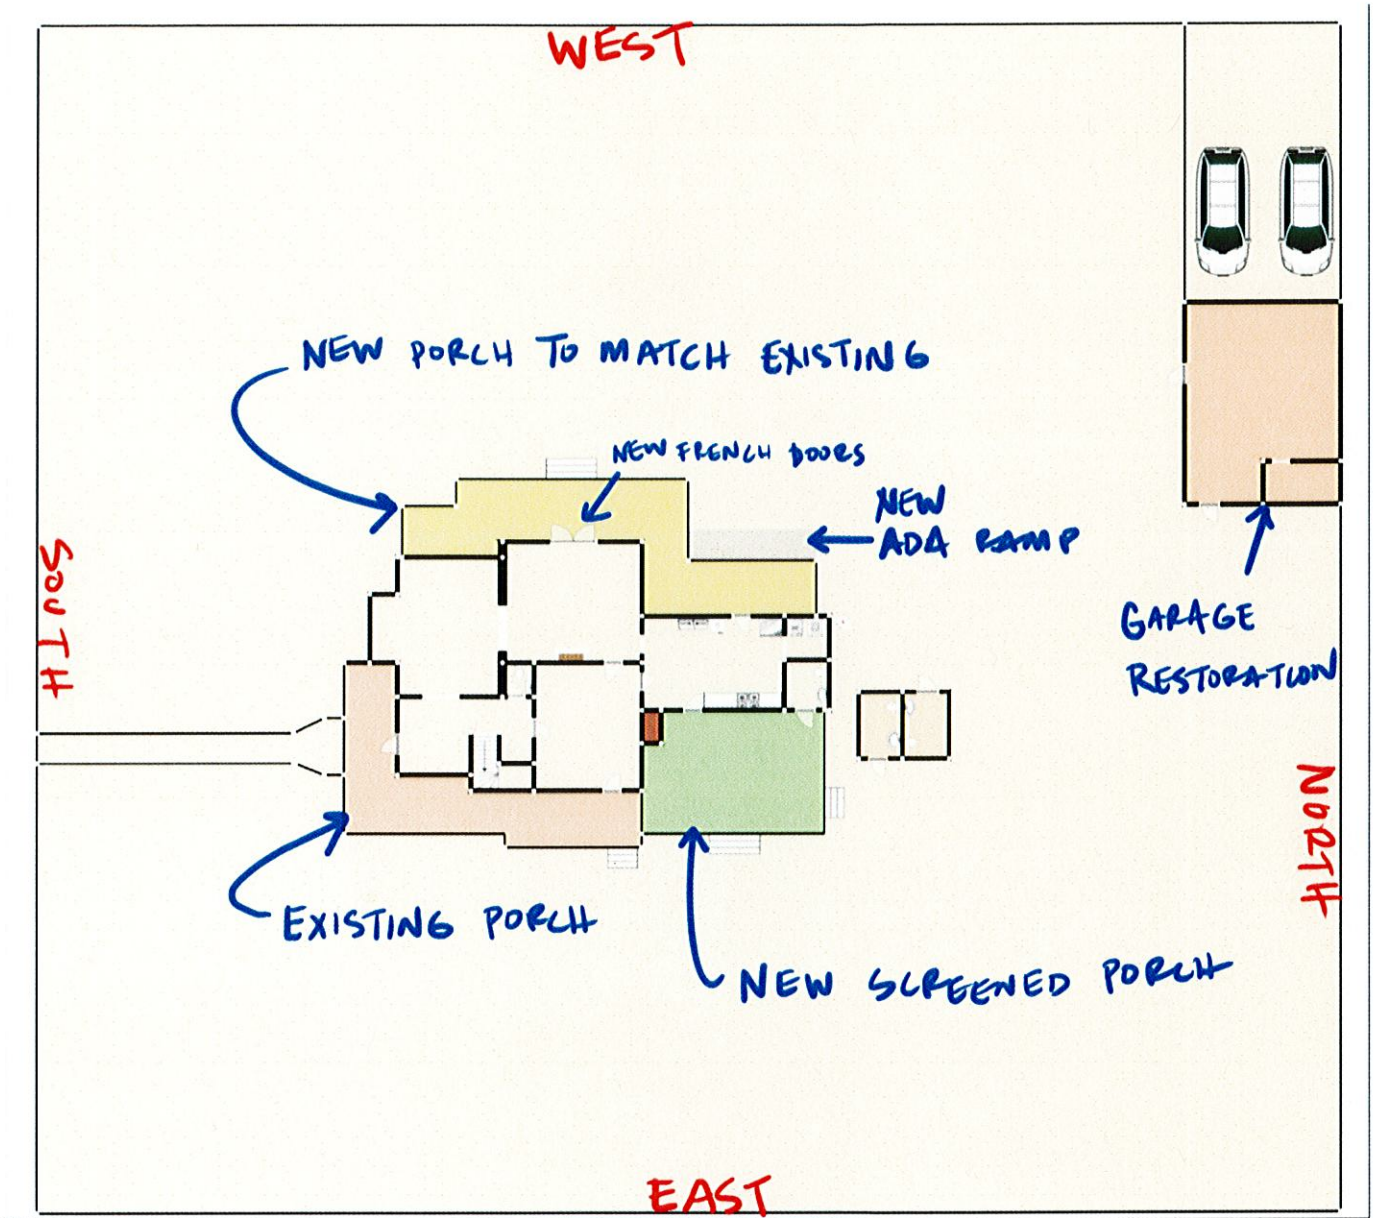 WEST
NEW PORCH TO MATCH EXISTING
NEW FRENCH DOORS
NEW
ADA RAMP
SOUTH
GARAGE
RESTORATION
NORTH
EXISTING PORCH
NEW SCREENED PORCH
EAST